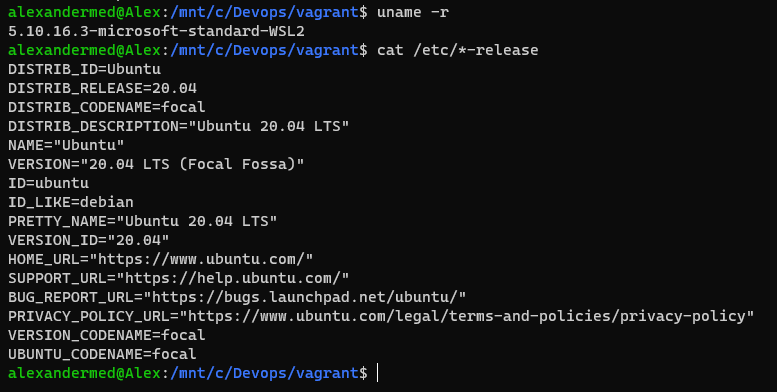 alexandermed@Alex:/mnt/c/Devops/vagrant$ uname -r
5.10.16.3-microsoft-standard-WSL2
alexandermed@Alex:/mnt/c/Devops/vagrant$ cat /etc/*-release
DISTRIB_ID=Ubuntu
DISTRIB_RELEASE=20.04
DISTRIB_CODENAME=focal
DISTRIB_DESCRIPTION="Ubuntu 20.04 LTS"
NAME="Ubuntu"
VERSION="20.04 LTS (Focal Fossa)"
ID=ubuntu
ID_LIKE=debian
PRETTY_NAME="Ubuntu 20.04 LTS"
VERSION_ID="20.04"
HOME_URL="https://www.ubuntu.com/"
SUPPORT_URL="https://help.ubuntu.com/"
BUG_REPORT_URL="https://bugs.launchpad.net/ubuntu/"
PRIVACY_POLICY_URL="https://www.ubuntu.com/legal/terms-and-policies/privacy-policy"
VERSION_CODENAME=focal
UBUNTU_CODENAME=focal
alexandermed@Alex:/mnt/c/Devops/vagrant$